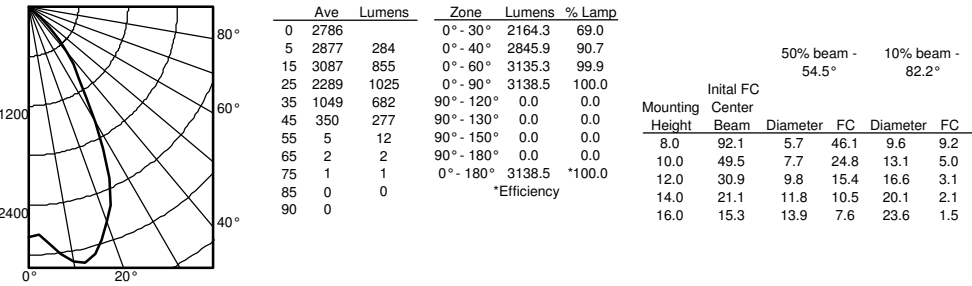 80°
60°
40°
20°
0°
1200
2400
Ave Lumens
0 2786
5 2877 284
15 3087 855
25 2289 1025
35 1049 682
45 350 277
55 5 12
65 2 2
75 1 1
85 0 0
90 0
Zone Lumens % Lamp
0°- 30° 2164.3 69.0
0°- 40° 2845.9 90.7
0°- 60° 3135.3 99.9
0°- 90° 3138.5 100.0
90°- 120° 0.0 0.0
90°- 130° 0.0 0.0
90°- 150° 0.0 0.0
90°- 180° 0.0 0.0
0°- 180° 3138.5 *100.0
*Efficiency
50% beam - 10% beam -
54.5° 82.2°
Inital FC
Mounting Center
Height Beam Diameter FC Diameter FC
8.0 92.1 5.7 46.1 9.6 9.2
10.0 49.5 7.7 24.8 13.1 5.0
12.0 30.9 9.8 15.4 16.6 3.1
14.0 21.1 11.8 10.5 20.1 2.1
16.0 15.3 13.9 7.6 23.6 1.5